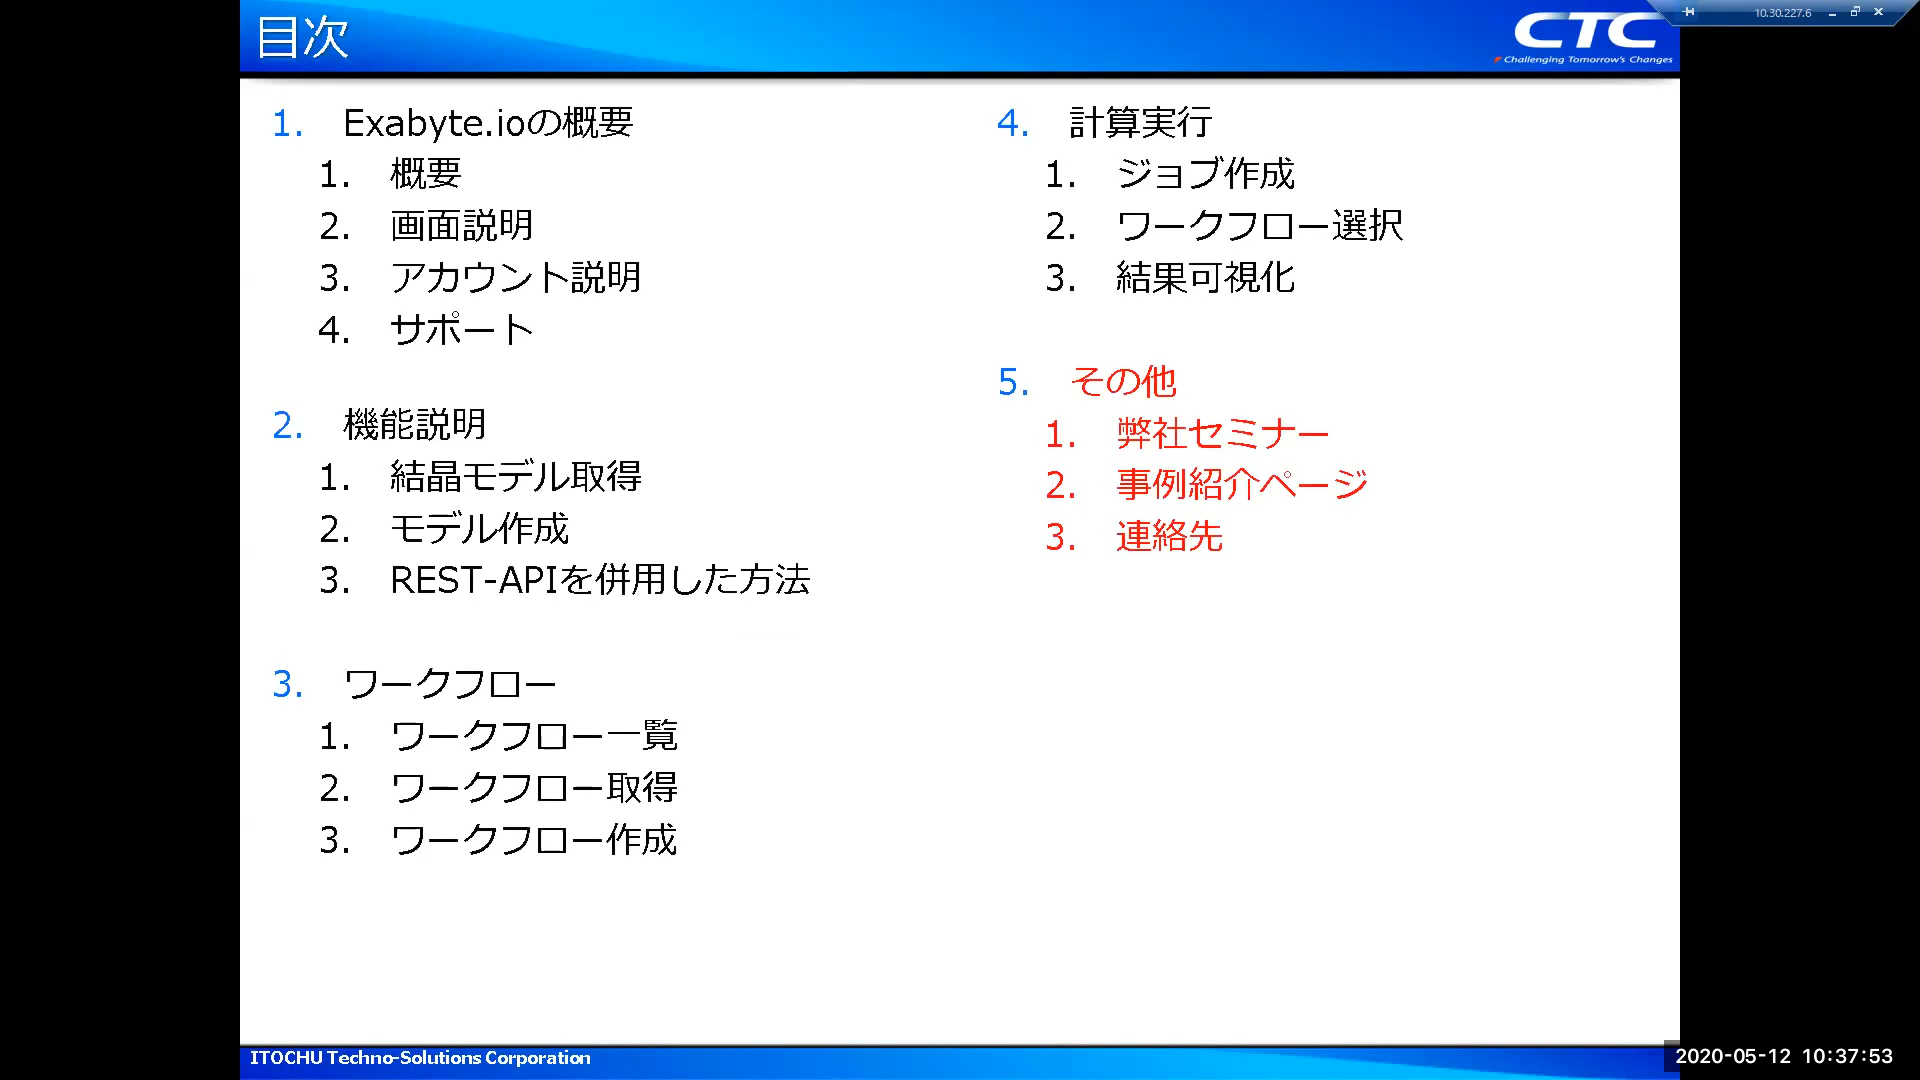 目次
CTC
Challenging Tomorrow's Changes
10.30.227.6
1. Exabyte.ioの概要
1. 概要
2. 画面説明
3. アカウント説明
4. サポート
2. 機能説明
1. 結晶モデル取得
2. モデル作成
3. REST-APIを併用した方法
3. ワークフロー
1. ワークフロー一覧
2. ワークフロー取得
3. ワークフロー作成
4. 計算実行
1. ジョブ作成
2. ワークフロー選択
3. 結果可視化
5. その他
1. 弊社セミナー
2. 事例紹介ページ
3. 連絡先
ITOCHU Techno-Solutions Corporation
2020-05-12 10:37:53